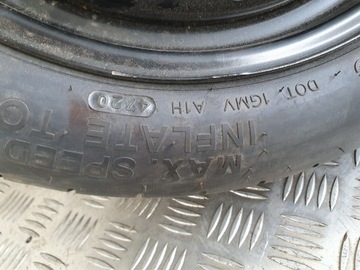 DOT 1GMV A1H 4720
MAX. SPEED
INFLATE TO